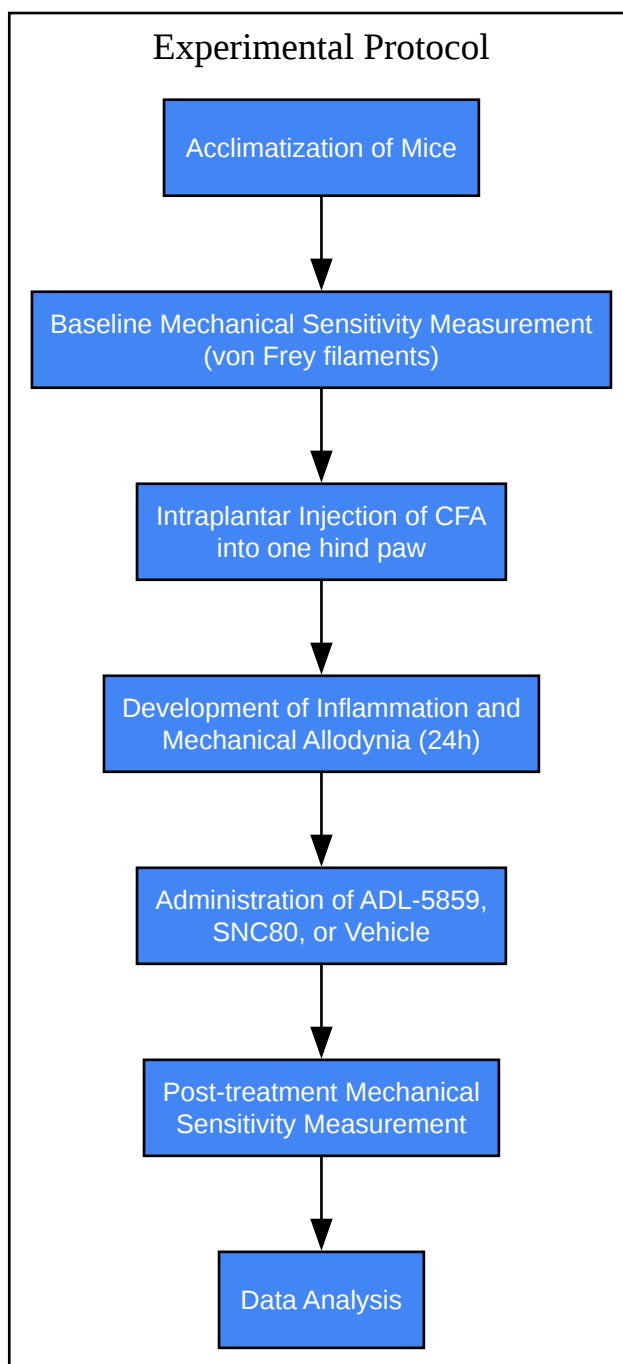 Experimental Protocol
Acclimatization of Mice
Baseline Mechanical Sensitivity Measurement
(von Frey filaments)
Intraplantar Injection of CFA
into one hind paw
Development of Inflammation and
Mechanical Allodynia (24h)
Administration of ADL-5859,
SNC80, or Vehicle
Post-treatment Mechanical
Sensitivity Measurement
Data Analysis